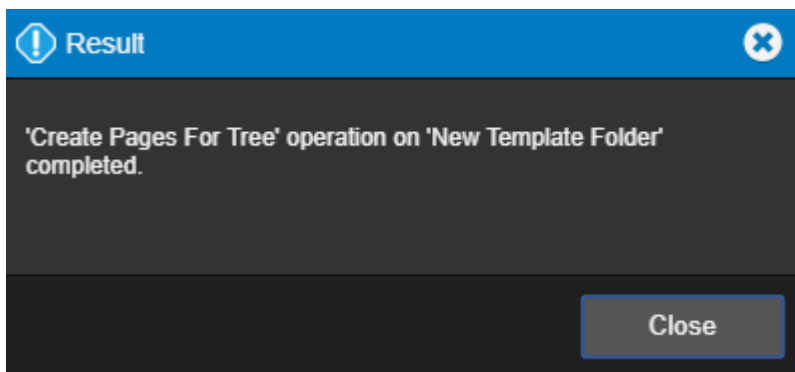 Result
'Create Pages For Tree' operation on 'New Template Folder'
completed.
Close